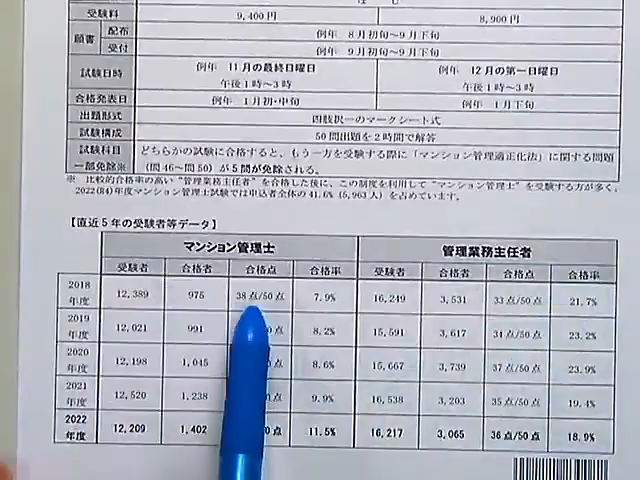 受験料 9,400円 8,900円
願書 配布 例年 8月初旬～9月下旬
受付 例年 9月初旬～9月下旬
試験日時 例年 11月の最終日曜日 例年 12月の第一日曜日
午後1時～3時 午後1時～3時
合格発表日 例年 1月初・中旬 例年 1月下旬
出題形式 四肢択一のマークシート式
試験構成 50問出題を2時間で解答
試験科目 どちらかの試験に合格すると、もう一方を受験する際に「マンション管理適正化法」に関する問題
一部免除※ (問46～問50)が5問が免除される。
※ 比較的合格率の高い"管理業務主任者"を合格した後に、この制度を利用して"マンション管理士"を受験する方が多く、
2022(R4)年度マンション管理士試験では申込者全体の41.6%(5,963人)を占めています。
【直近5年の受験者等データ】
マンション管理士 管理業務主任者
受験者 合格者 合格点 合格率 受験者 合格者 合格点 合格率
2018年度 12,389 975 38点/50点 7.9% 16,249 3,531 33点/50点 21.7%
2019年度 12,021 991 0点 8.2% 15,591 3,617 34点/50点 23.2%
2020年度 12,198 1,045 点 8.6% 15,667 3,739 37点/50点 23.9%
2021年度 12,520 1,238 点 9.9% 16,538 3,203 35点/50点 19.4%
2022年度 12,209 1,402 0点 11.5% 16,217 3,065 36点/50点 18.9%